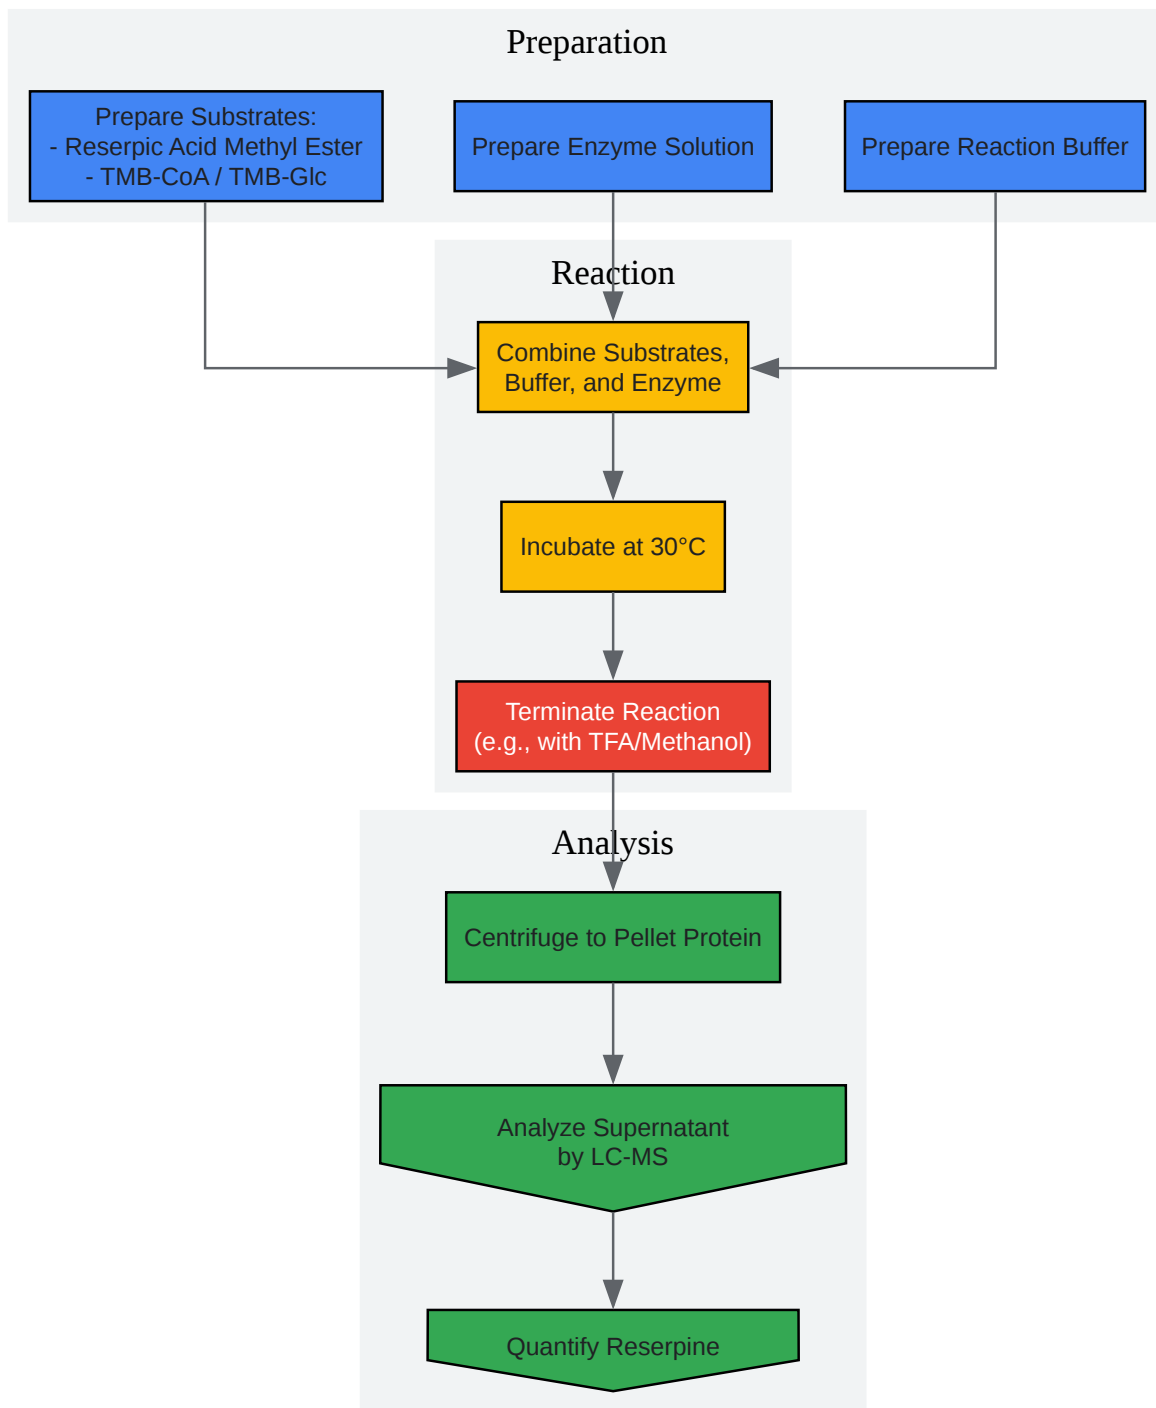 Preparation
Prepare Substrates:
- Reserpic Acid Methyl Ester
- TMB-CoA / TMB-Glc
Prepare Enzyme Solution
Prepare Reaction Buffer
Reaction
Combine Substrates,
Buffer, and Enzyme
Incubate at 30°C
Terminate Reaction
(e.g., with TFA/Methanol)
Analysis
Centrifuge to Pellet Protein
Analyze Supernatant
by LC-MS
Quantify Reserpine